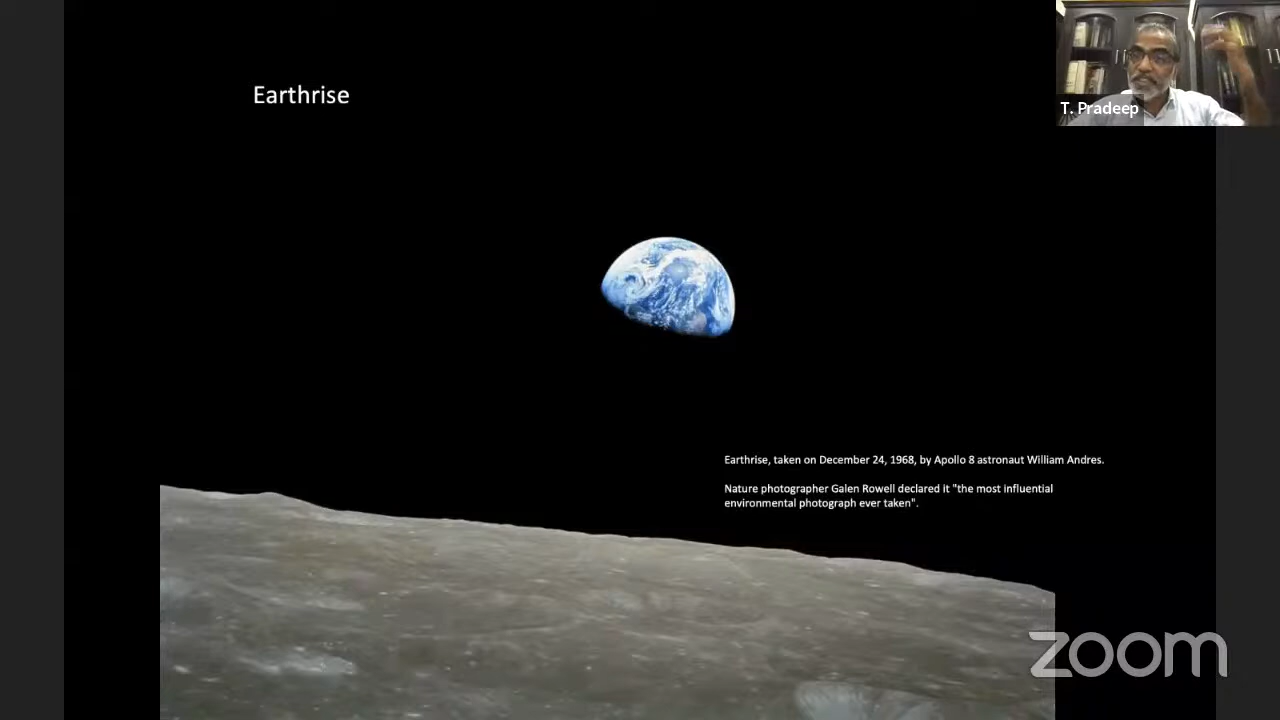 Earthrise
T. Pradeep
Earthrise, taken on December 24, 1968, by Apollo 8 astronaut William Andres.
Nature photographer Galen Rowell declared it "the most influential
environmental photograph ever taken".
zoom